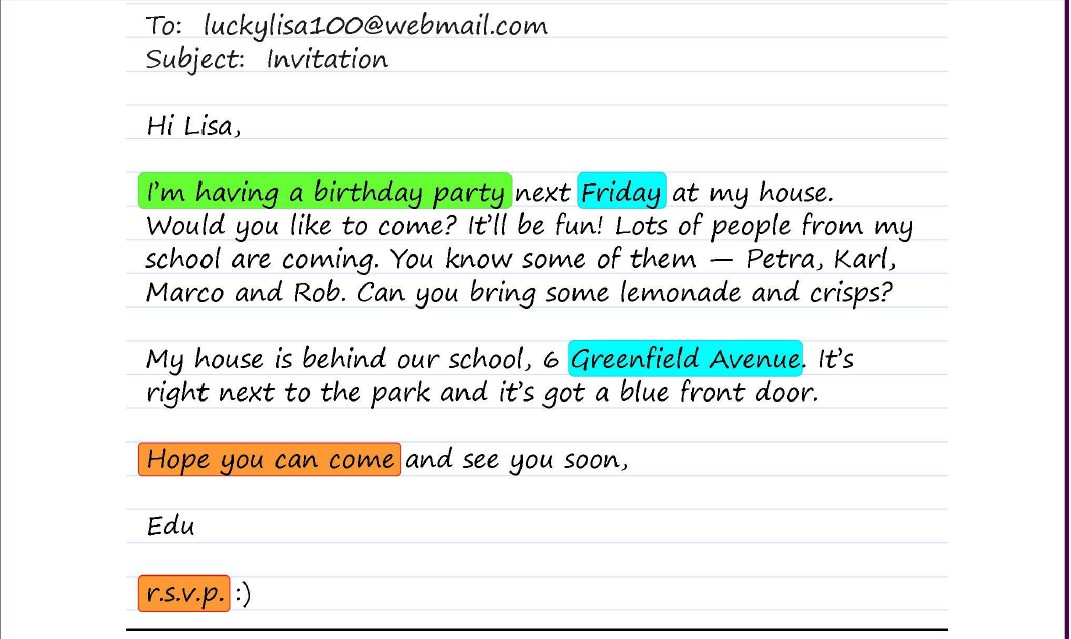 To: luckylisa100@webmail.com
Subject: Invitation
Hi Lisa,
I'm having a birthday party next Friday at my house.
Would you like to come? It'll be fun! Lots of people from my
school are coming. You know some of them — Petra, Karl,
Marco and Rob. Can you bring some lemonade and crisps?
My house is behind our school, 6 Greenfield Avenue. It's
right next to the park and it's got a blue front door.
Hope you can come and see you soon,
Edu
r.s.v.p. :)